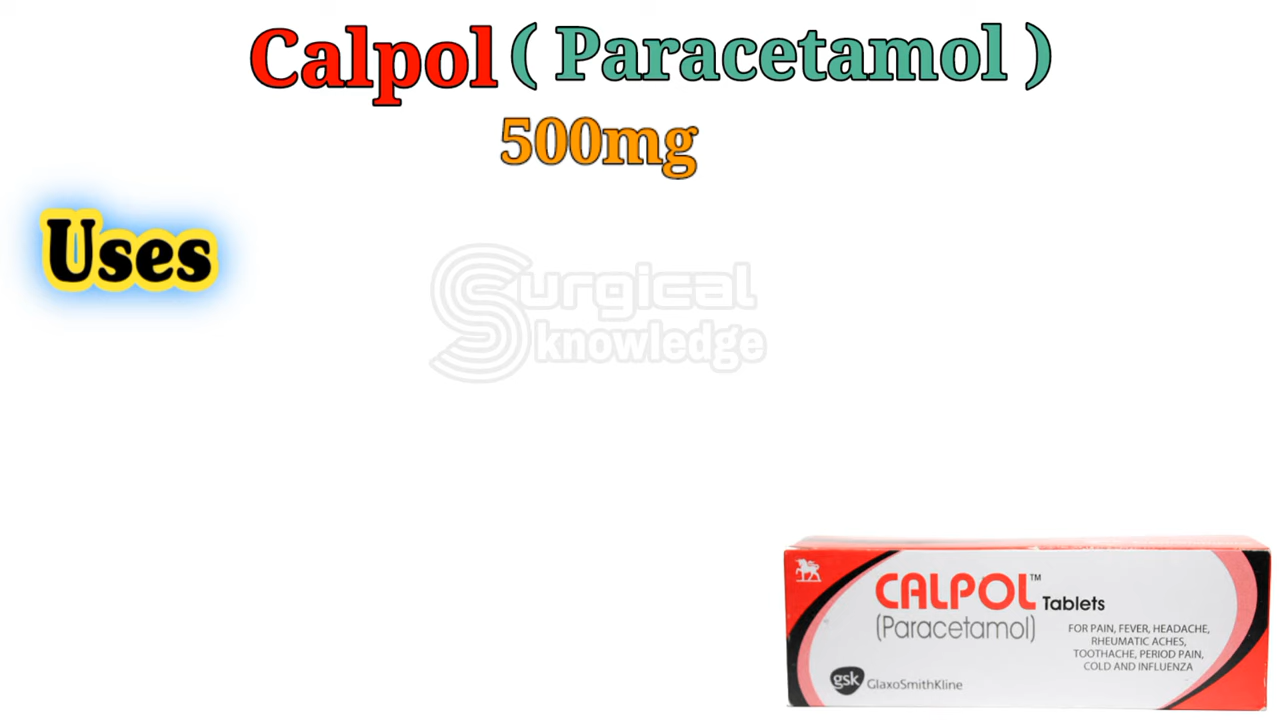 Calpol ( Paracetamol )
500mg
Uses
Surgical
knowledge
CALPOL™ Tablets
(Paracetamol)
FOR PAIN, FEVER, HEADACHE,
RHEUMATIC ACHES,
TOOTHACHE, PERIOD PAIN,
COLD AND INFLUENZA
gsk GlaxoSmithKline